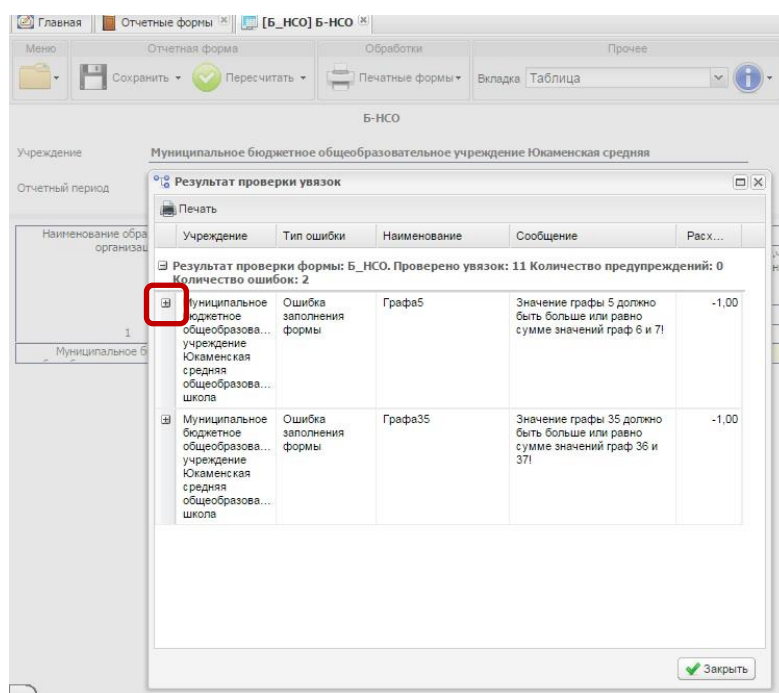 Главная Отчетные формы [Б_НСО] Б-НСО
Меню Отчетная форма Обработки Прочее
Сохранить Пересчитать Печатные формы Вкладка Таблица
Б-НСО
Учреждение Муниципальное бюджетное общеобразовательное учреждение Юкаменская средняя
Отчетный период
Результат проверки увязок
Печать
Наименование обра
организац
1
Муниципальное б
Учреждение Тип ошибки Наименование Сообщение Расх...
Результат проверки формы: Б_НСО. Проверено увязок: 11 Количество предупреждений: 0
Количество ошибок: 2
Муниципальное Ошибка Графа5 Значение графы 5 должно -1,00
бюджетное заполнения быть больше или равно
общеобразова... формы сумме значений граф 6 и 7!
учреждение
Юкаменская
средняя
общеобразова...
школа
Муниципальное Ошибка Графа35 Значение графы 35 должно -1,00
бюджетное заполнения быть больше или равно
общеобразова... формы сумме значений граф 36 и
учреждение 37!
Юкаменская
средняя
общеобразова...
школа
Закрыть